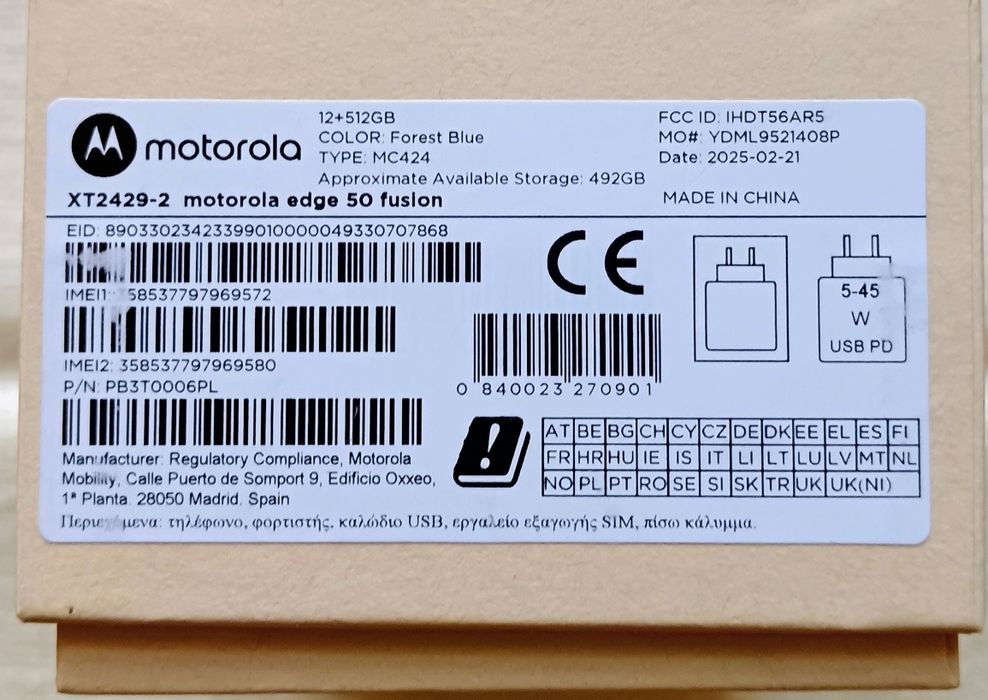 motorola
12+512GB
COLOR: Forest Blue
TYPE: MC424
Approximate Available Storage: 492GB
FCC ID: IHDT56AR5
MO#: YDML9521408P
Date: 2025-02-21
XT2429-2 motorola edge 50 fusion
MADE IN CHINA
EID: 89033023423399010000049330707868
IMEI1: 58537797969572
IMEI2: 358537797969580
P/N: PB3T0006PL
CE
5-45
W
USB PD
0 840023 270901
AT BE BG CH CY CZ DE DK EE EL ES FI
FR HR HU IE IS IT LI LT LU LV MT NL
NO PL PT RO SE SI SK TR UK UK(NI)
Manufacturer: Regulatory Compliance, Motorola
Mobility, Calle Puerto de Somport 9, Edificio Oxxeo,
1ª Planta. 28050 Madrid. Spain
Περιεχόμενα: τηλέφωνο, φορτιστής, καλώδιο USB, εργαλείο εξαγωγής SIM, πίσω κάλυμμα.